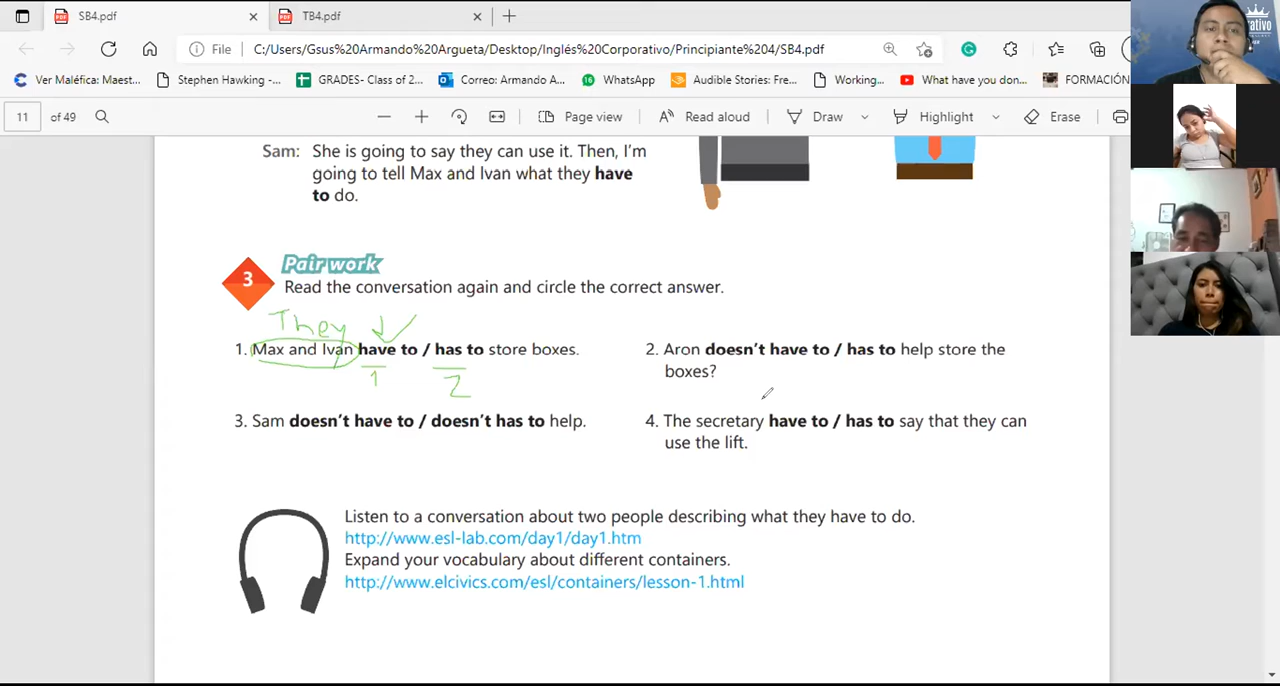 SB4.pdf
TB4.pdf
File C:/Users/Gsus%20Armando%20Argueta/Desktop/Inglés%20Corporativo/Principiante%204/SB4.pdf
Ver Maléfica: Maest... Stephen Hawking -... GRADES- Class of 2... Correo: Armando A... WhatsApp Audible Stories: Fre... Working... What have you don... FORMACIÓN
11 of 49 Page view Read aloud Draw Highlight Erase
Sam: She is going to say they can use it. Then, I'm
going to tell Max and Ivan what they have
to do.
3 Pair work
Read the conversation again and circle the correct answer.
They
1. Max and Ivan have to / has to store boxes.
1 2
2. Aron doesn't have to / has to help store the
boxes?
3. Sam doesn't have to / doesn't has to help.
4. The secretary have to / has to say that they can
use the lift.
Listen to a conversation about two people describing what they have to do.
http://www.esl-lab.com/day1/day1.htm
Expand your vocabulary about different containers.
http://www.elcivics.com/esl/containers/lesson-1.html